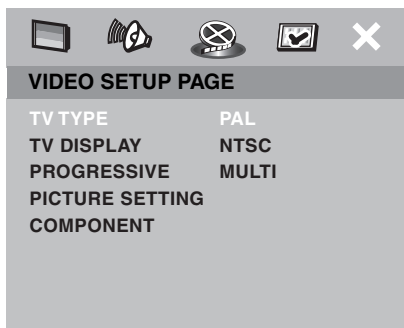 VIDEO SETUP PAGE
TV TYPE PAL
TV DISPLAY NTSC
PROGRESSIVE MULTI
PICTURE SETTING
COMPONENT